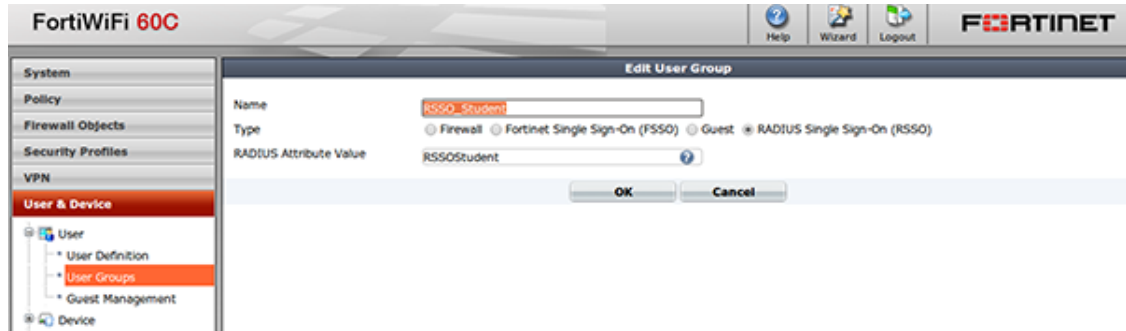 FortiWiFi 60C
Help
Wizard
Logout
FORTINET
System
Policy
Firewall Objects
Security Profiles
VPN
User & Device
User
User Definition
User Groups
Guest Management
Device
Edit User Group
Name
RSSO_Student
Type
Firewall Fortinet Single Sign-On (FSSO) Guest RADIUS Single Sign-On (RSSO)
RADIUS Attribute Value
RSSOStudent
OK
Cancel